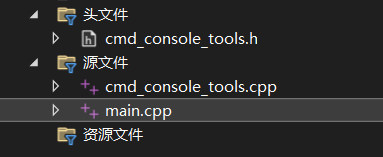 头文件
cmd_console_tools.h
源文件
cmd_console_tools.cpp
main.cpp
资源文件